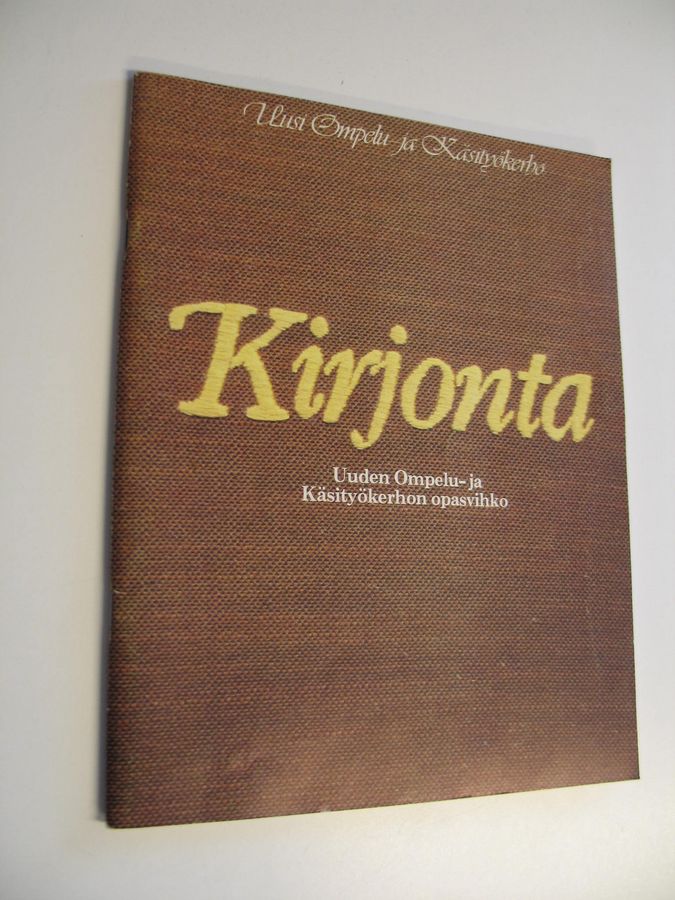 Uusi Ompelu- ja Käsityökerho
Kirjonta
Uuden Ompelu- ja
Käsityökerhon opasvihko